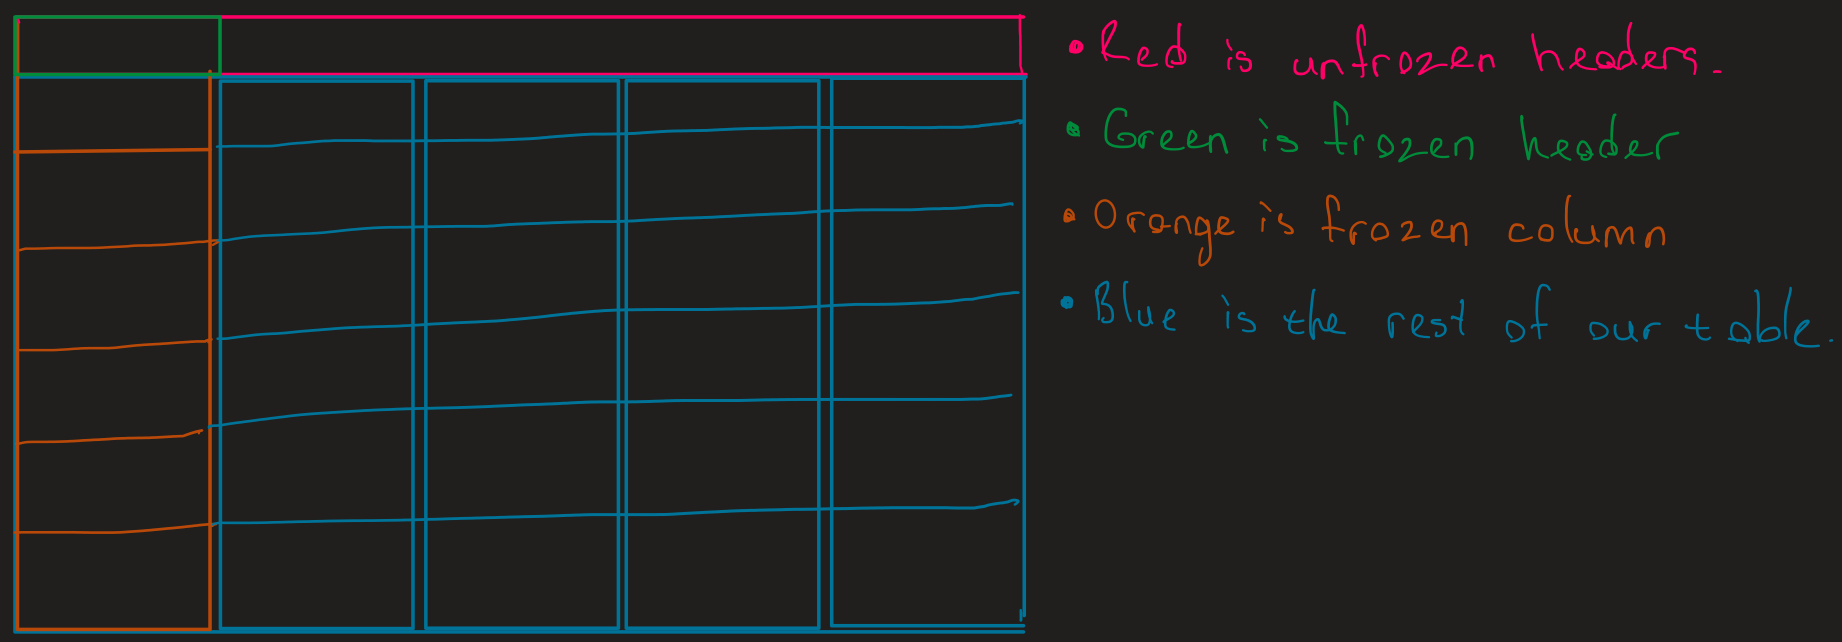 • Red is unfrozen headers.
• Green is frozen header
• Orange is frozen column
• Blue is the rest of our table.